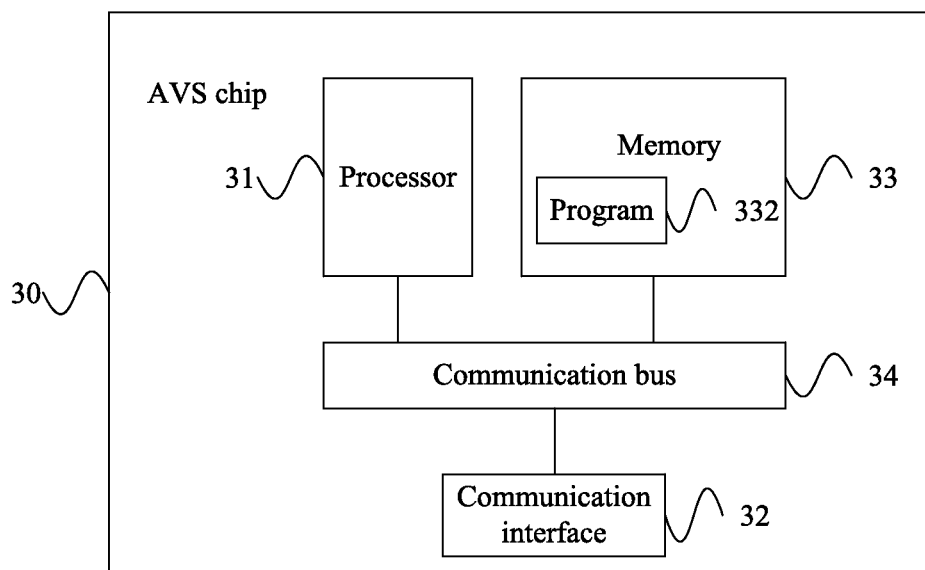 AVS chip
31
Processor
Memory
33
Program
332
30
Communication bus
34
Communication
interface
32